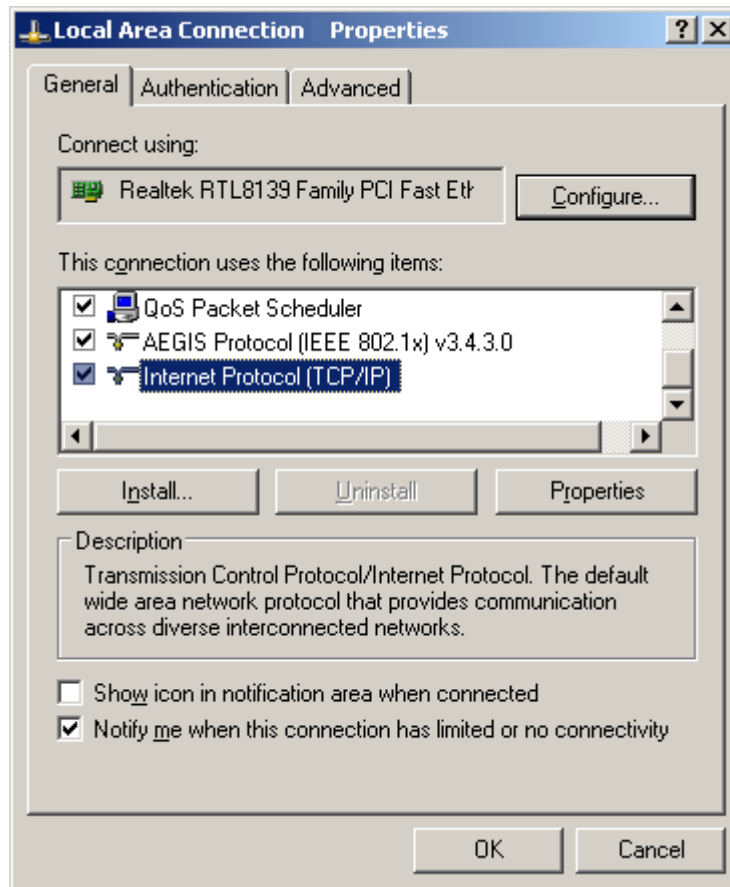 Local Area Connection Properties
General Authentication Advanced
Connect using:
Realtek RTL8139 Family PCI Fast Eth
Configure...
This connection uses the following items:
QoS Packet Scheduler
AEGIS Protocol (IEEE 802.1x) v3.4.3.0
Internet Protocol (TCP/IP)
Install... Uninstall Properties
Description
Transmission Control Protocol/Internet Protocol. The default
wide area network protocol that provides communication
across diverse interconnected networks.
Show icon in notification area when connected
Notify me when this connection has limited or no connectivity
OK Cancel